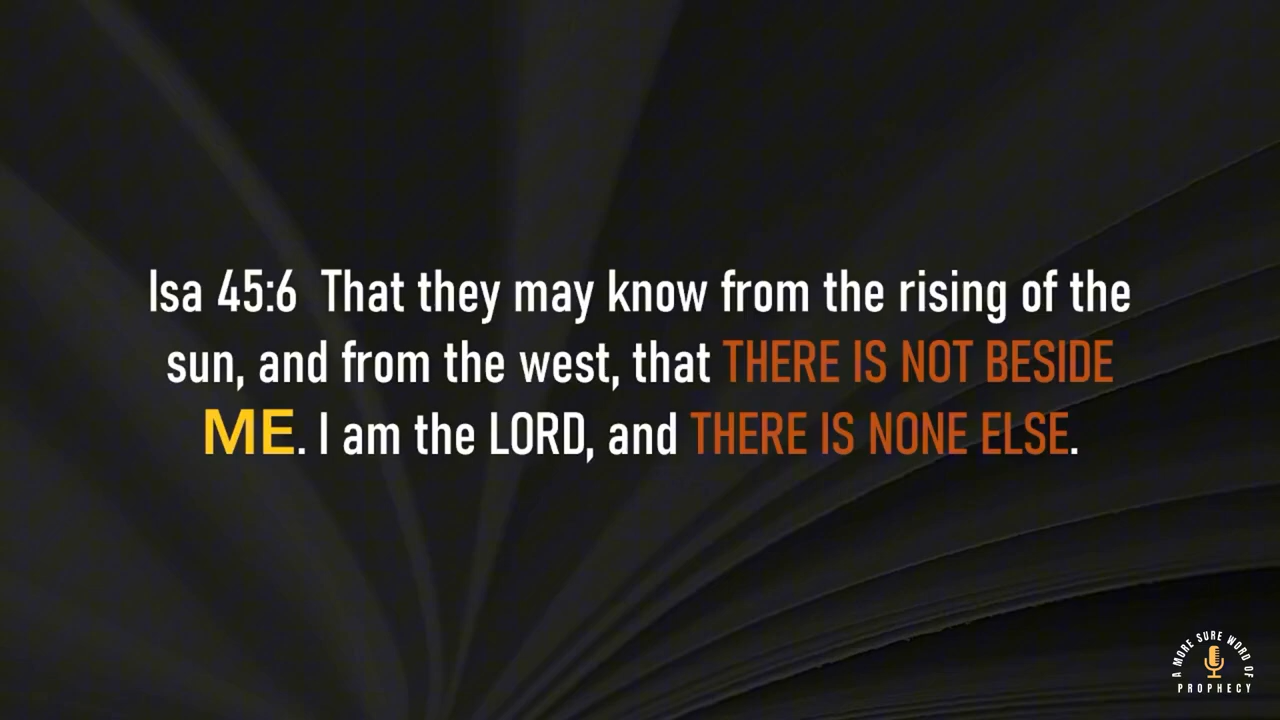 Isa 45:6  That they may know from the rising of the
sun, and from the west, that THERE IS NOT BESIDE
ME. I am the LORD, and THERE IS NONE ELSE.
A MORE SURE WORD OF
PROPHECY